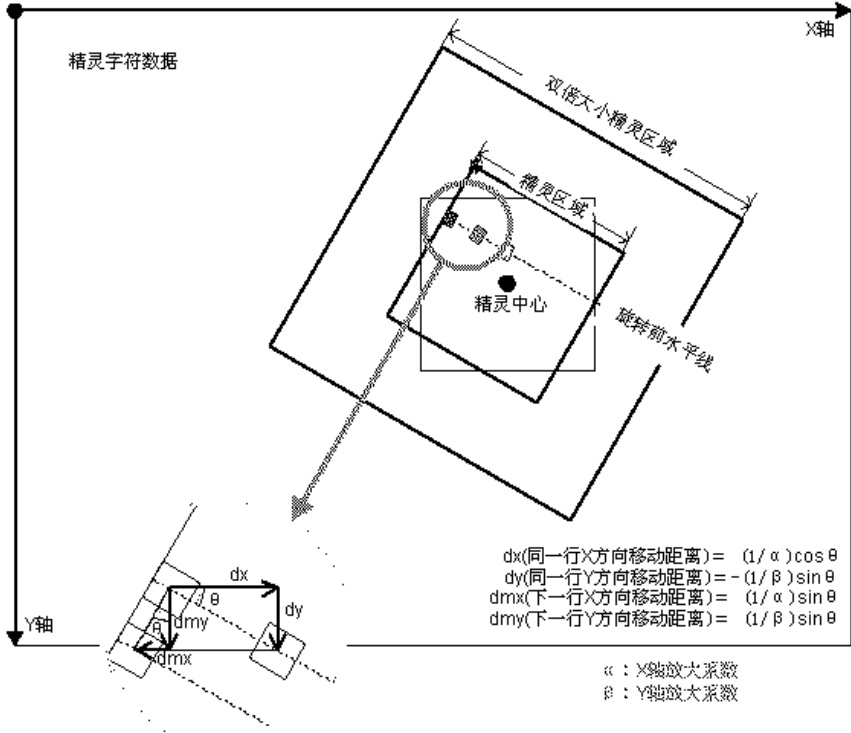 X轴
精灵字符数据
双倍大小精灵区域
精灵区域
精灵中心
旋转前水平线
dx(同一行X方向移动距离)= (1/α)cosθ
dy(同一行Y方向移动距离)=-(1/β)sinθ
dmx(下一行X方向移动距离)= (1/α)sinθ
dmy(下一行Y方向移动距离)= (1/β)sinθ
dx
θ
dy
θ
dmy
dmx
Y轴
α：X轴放大系数
β：Y轴放大系数